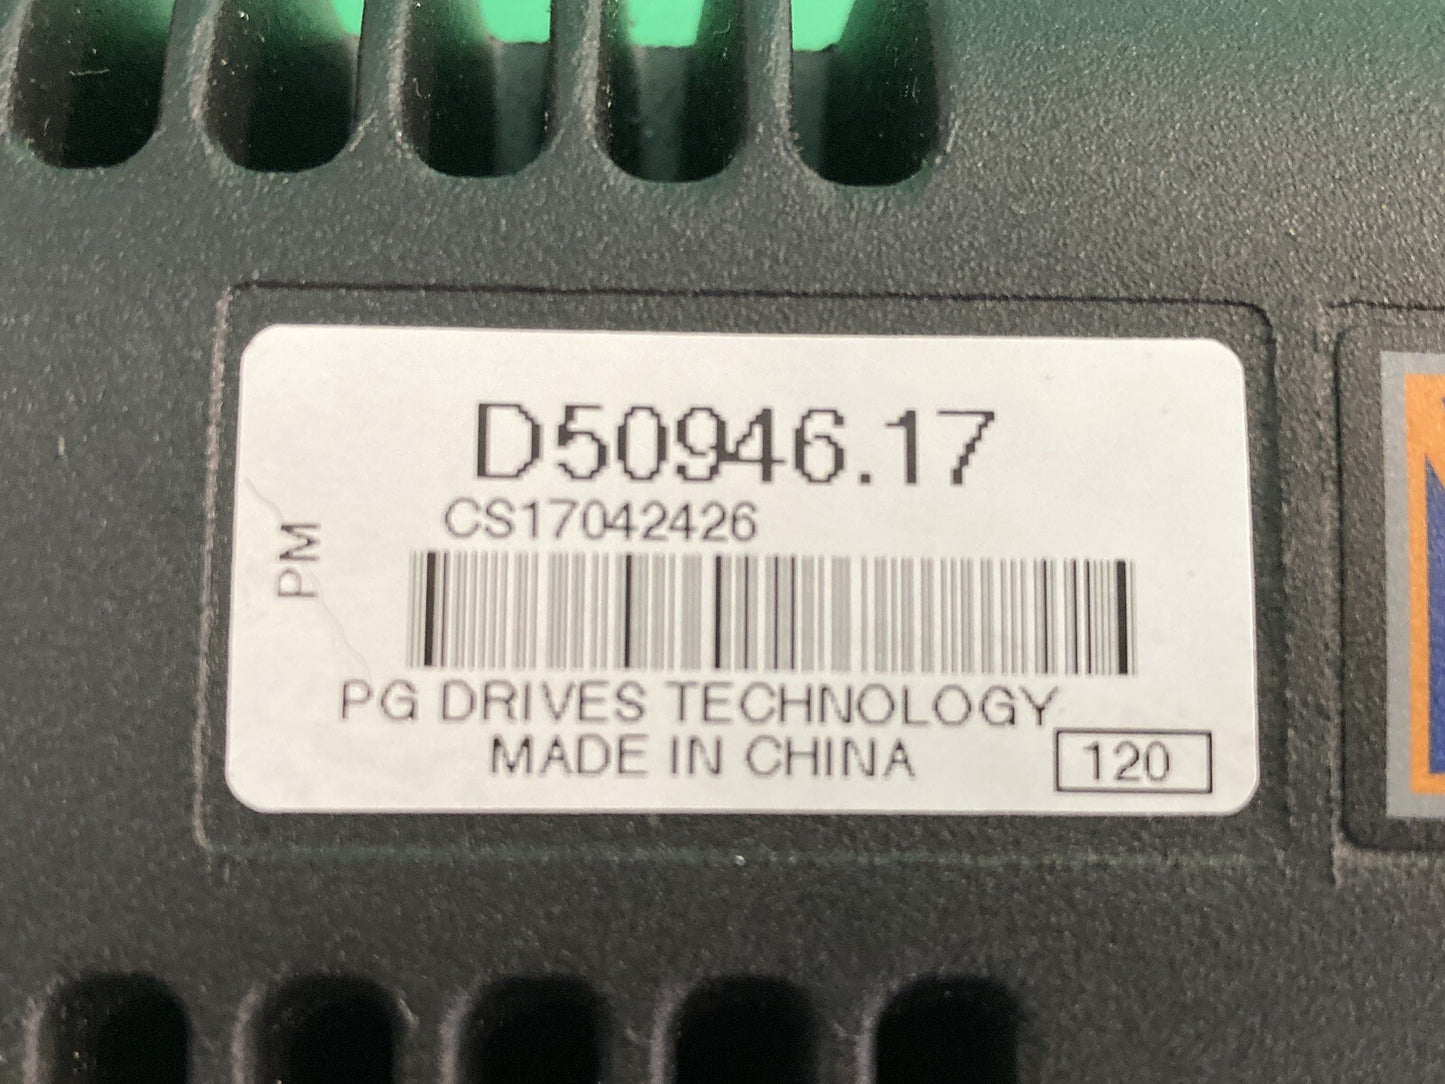 D50946.17
CS17042426
PM
PG DRIVES TECHNOLOGY
MADE IN CHINA
120